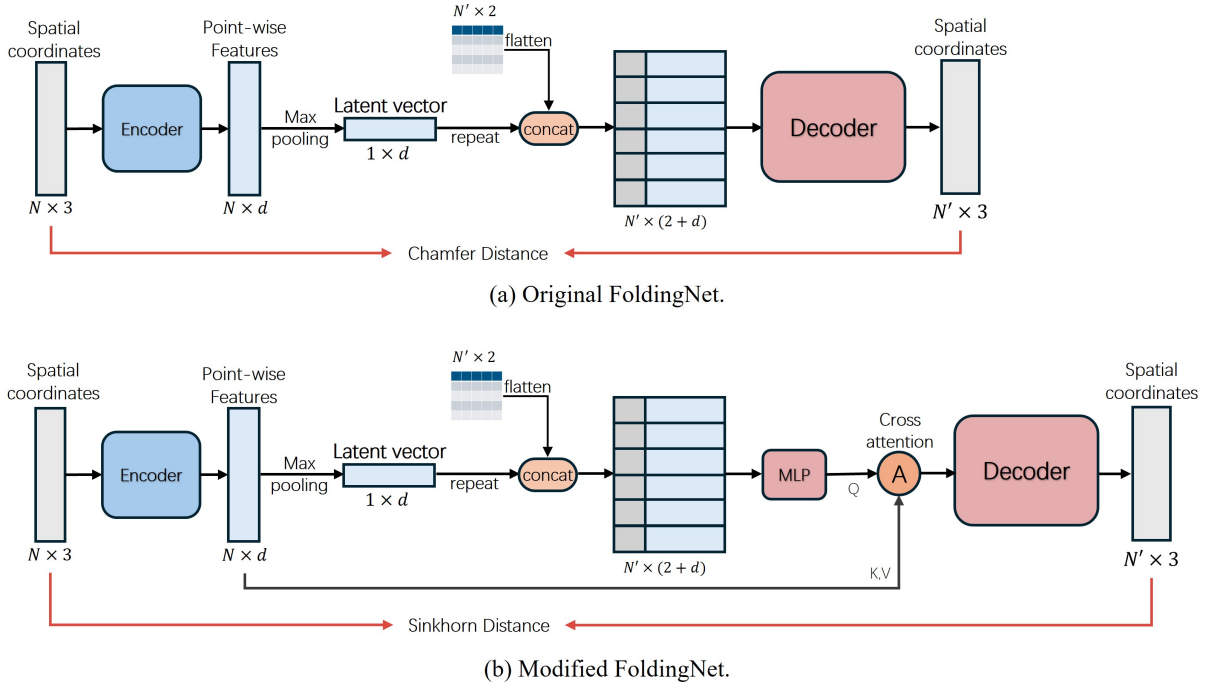 Spatial
coordinates
Point-wise
Features
N′ × 2
flatten
Spatial
coordinates
Encoder
Max
pooling
Latent vector
1 × d
repeat
concat
Decoder
N × 3
N × d
N′ × (2 + d)
N′ × 3
Chamfer Distance
(a) Original FoldingNet.
Spatial
coordinates
Point-wise
Features
N′ × 2
flatten
Cross
attention
Spatial
coordinates
Encoder
Max
pooling
Latent vector
1 × d
repeat
concat
MLP
Q
A
Decoder
N × 3
N × d
N′ × (2 + d)
K,V
N′ × 3
Sinkhorn Distance
(b) Modified FoldingNet.